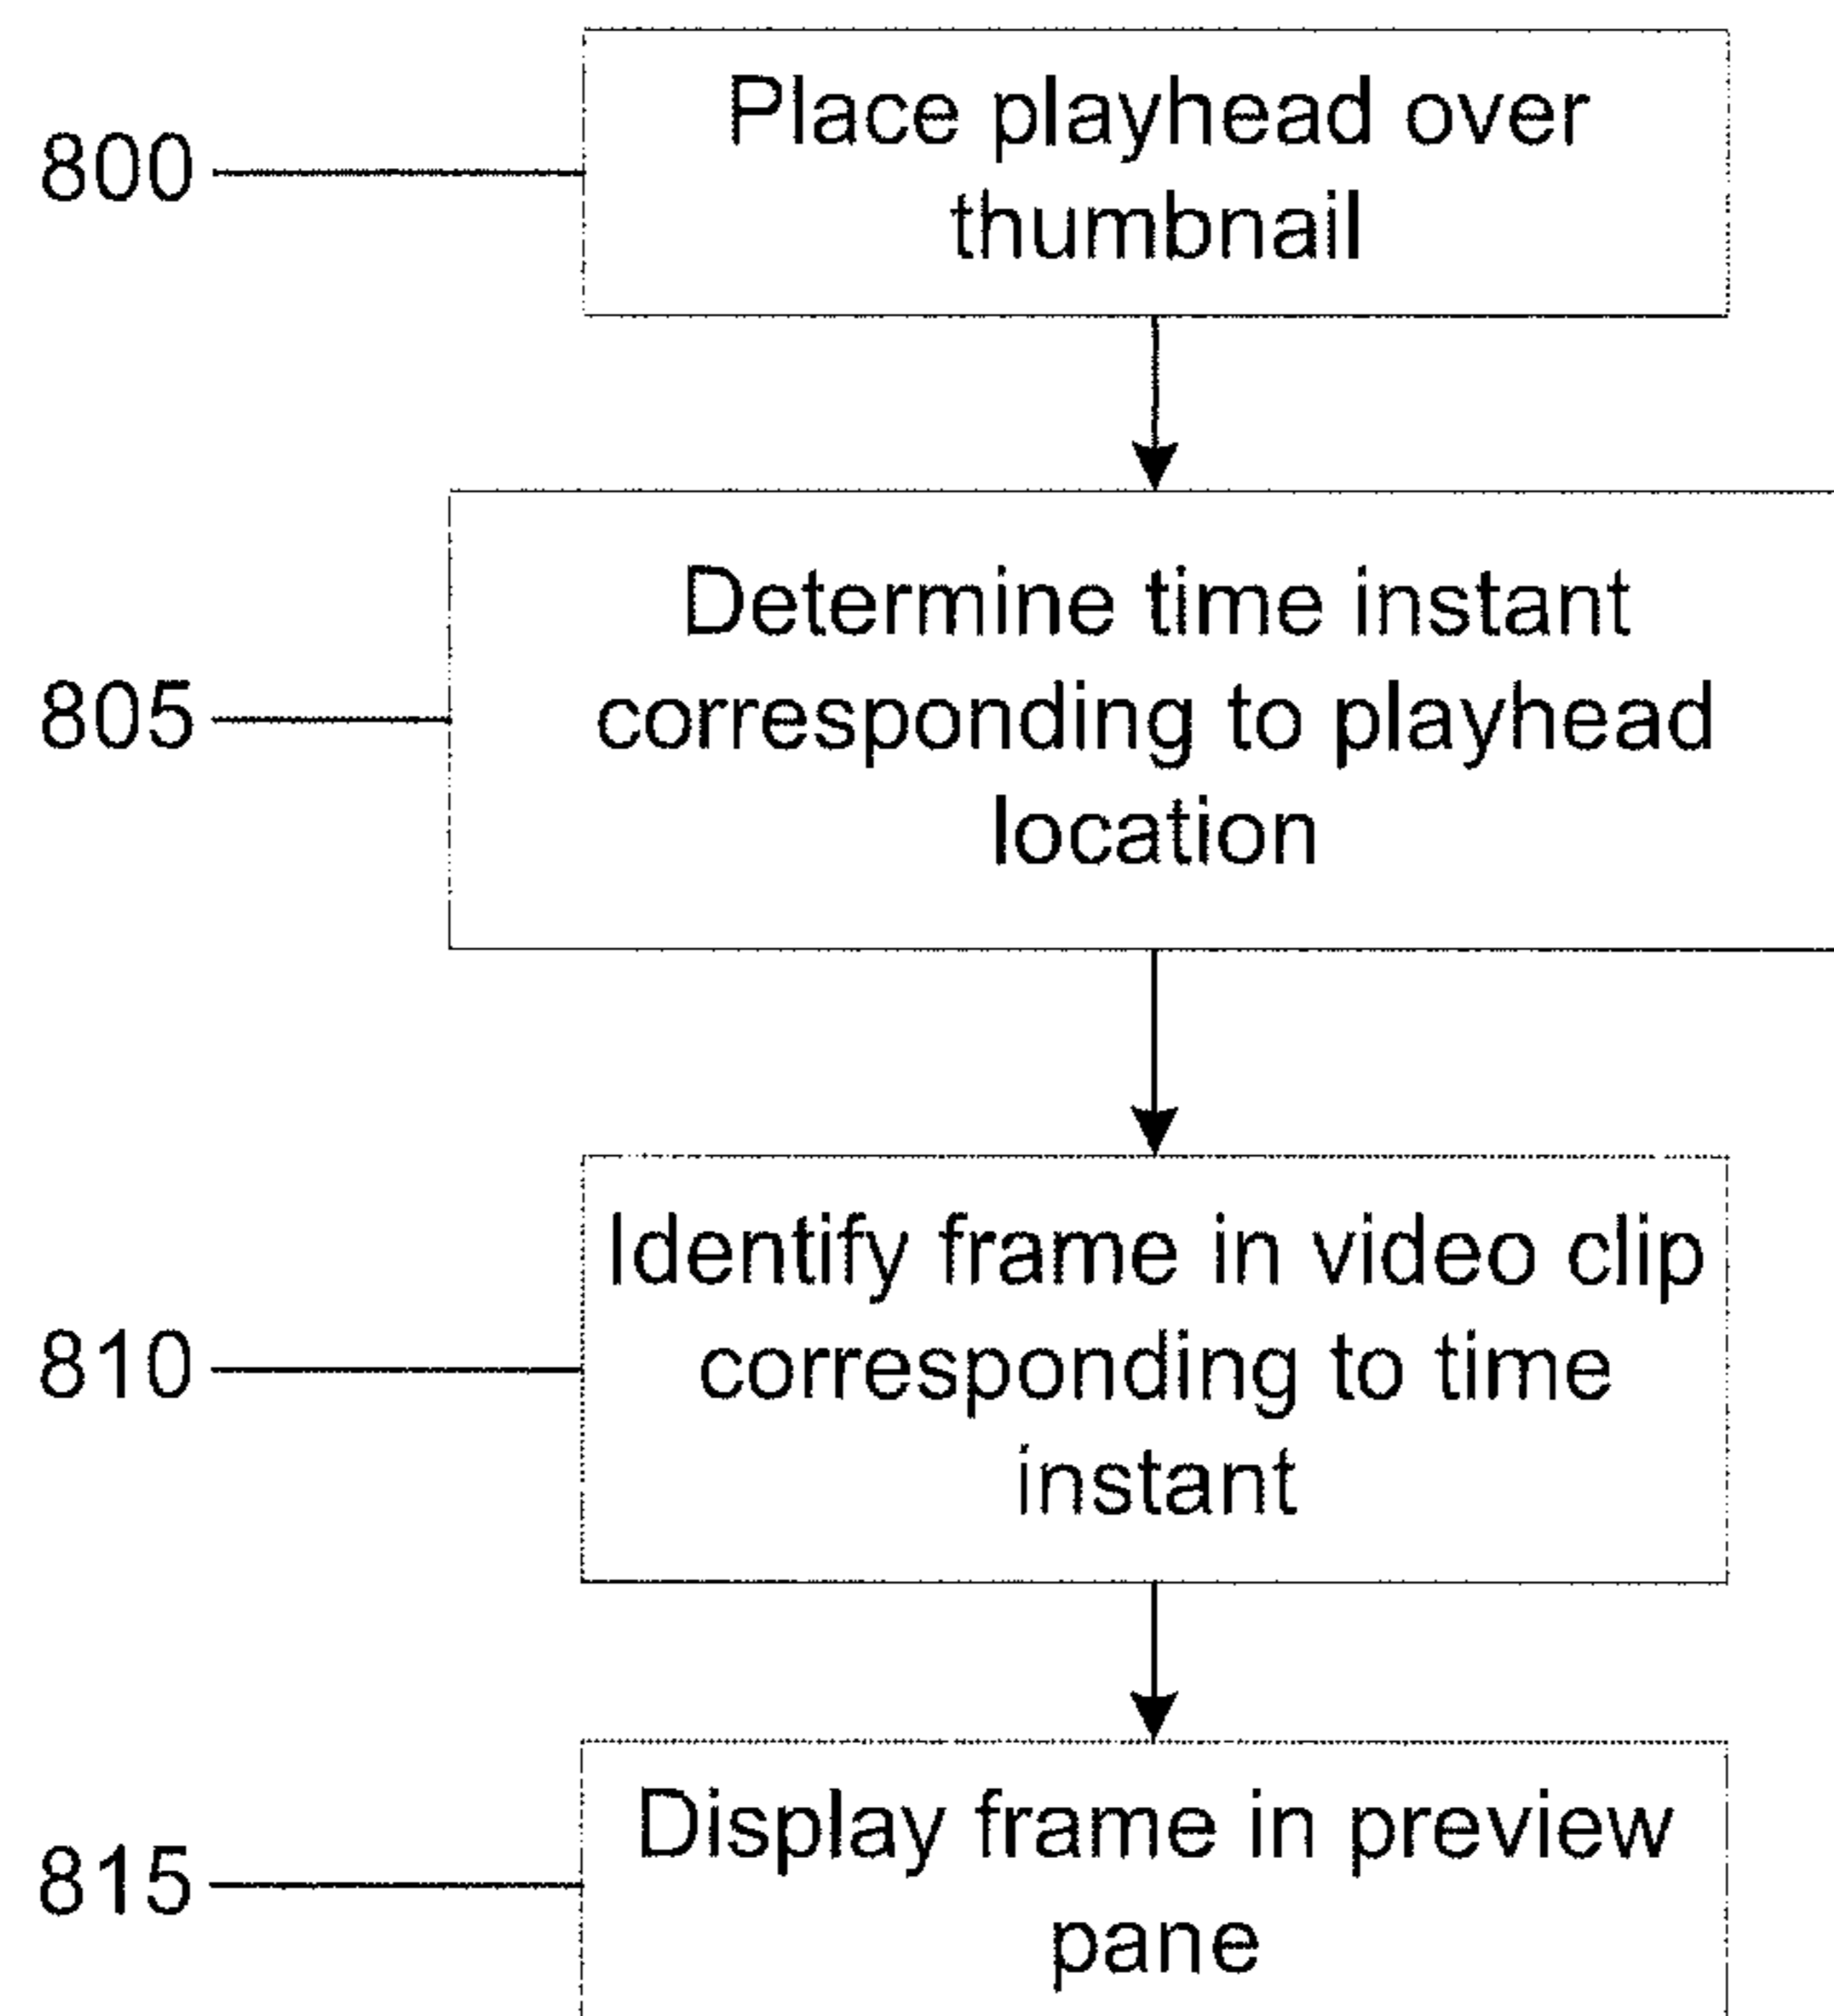 800
Place playhead over
thumbnail
805
Determine time instant
corresponding to playhead
location
810
Identify frame in video clip
corresponding to time
instant
815
Display frame in preview
pane